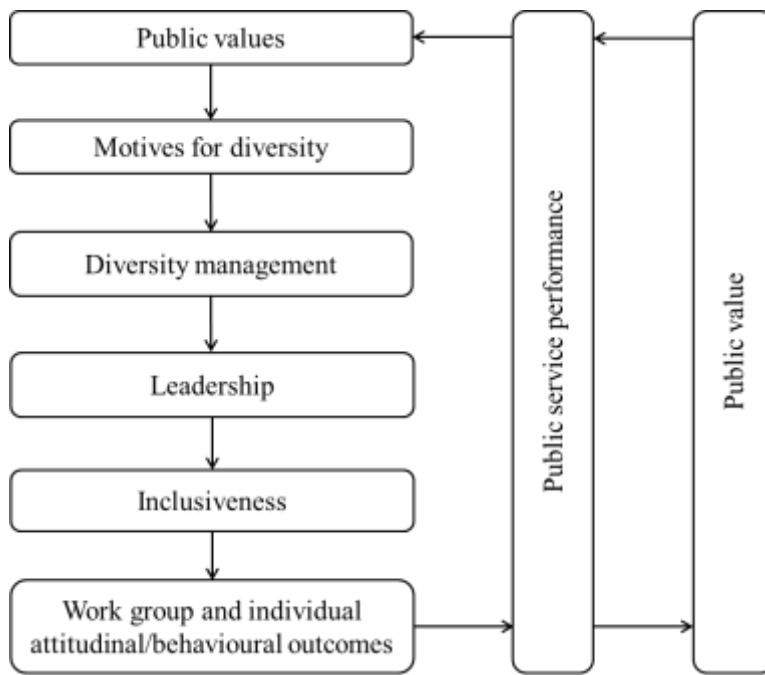 Public values
Motives for diversity
Diversity management
Leadership
Inclusiveness
Work group and individual
attitudinal/behavioural outcomes
Public service performance
Public value